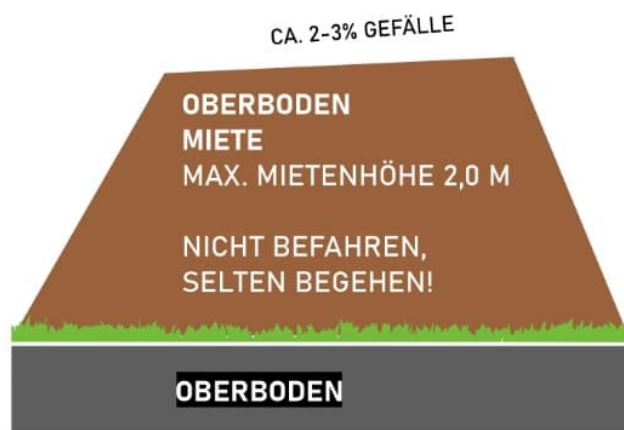 CA. 2-3% GEFÄLLE
OBERBODEN
MIETE
MAX. MIETENHÖHE 2,0 M
NICHT BEFAHREN,
SELTEN BEGEHEN!
OBERBODEN